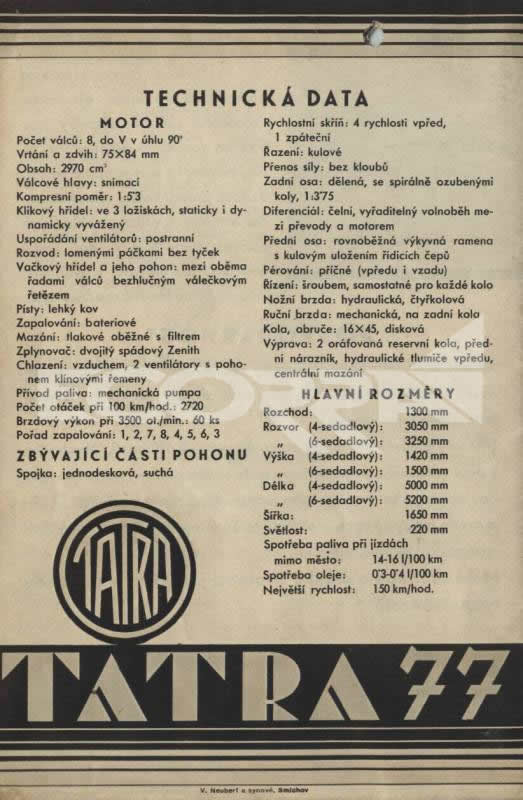 TECHNICKÁ DATA
MOTOR
Počet válců: 8, do V v úhlu 90°
Vrtání a zdvih: 75×84 mm
Obsah: 2970 cm³
Válcové hlavy: snímací
Kompresní poměr: 1:5'3
Klikový hřídel: ve 3 ložiskách, staticky i dy-
namicky vyvážený
Uspořádání ventilátorů: postranní
Rozvod: lomenými páčkami bez tyček
Vačkový hřídel a jeho pohon: mezi oběma
řadami válců bezhlučným válečkovým
řetězem
Písty: lehký kov
Zapalování: bateriové
Mazání: tlakové oběžné s filtrem
Zplynovač: dvojitý spádový Zenith
Chlazení: vzduchem, 2 ventilátory s poho-
nem klínovými řemeny
Přívod paliva: mechanická pumpa
Počet otáček při 100 km/hod.: 2720
Brzdový výkon při 3500 ot./min.: 60 ks
Pořad zapalování: 1, 2, 7, 8, 4, 5, 6, 3
ZBÝVAJÍCÍ ČÁSTI POHONU
Spojka: jednodesková, suchá
Rychlostní skříň: 4 rychlosti vpřed,
1 zpáteční
Řazení: kulové
Přenos síly: bez kloubů
Zadní osa: dělená, se spirálně ozubenými
koly, 1:3'75
Diferenciál: čelní, vyřaditelný volnoběh me-
zi převody a motorem
Přední osa: rovnoběžná výkyvná ramena
s kulovým uložením řídicích čepů
Pérování: příčné (vpředu i vzadu)
Řízení: šroubem, samostatné pro každé kolo
Nožní brzda: hydraulická, čtyřkolová
Ruční brzda: mechanická, na zadní kola
Kola, obruče: 16×45, disková
Výprava: 2 oráfovaná reservní kola, před-
ní nárazník, hydraulické tlumiče vpředu,
centrální mazání
HLAVNÍ ROZMĚRY
Rozchod: 1300 mm
Rozvor (4-sedadlový): 3050 mm
„ (6-sedadlový): 3250 mm
Výška (4-sedadlový): 1420 mm
„ (6-sedadlový): 1500 mm
Délka (4-sedadlový): 5000 mm
„ (6-sedadlový): 5200 mm
Šířka: 1650 mm
Světlost: 220 mm
Spotřeba paliva při jízdách
mimo město: 14-16 l/100 km
Spotřeba oleje: 0'3-0'4 l/100 km
Největší rychlost: 150 km/hod.
TATRA
TATRA 77
V. Neubert a synové, Smíchov